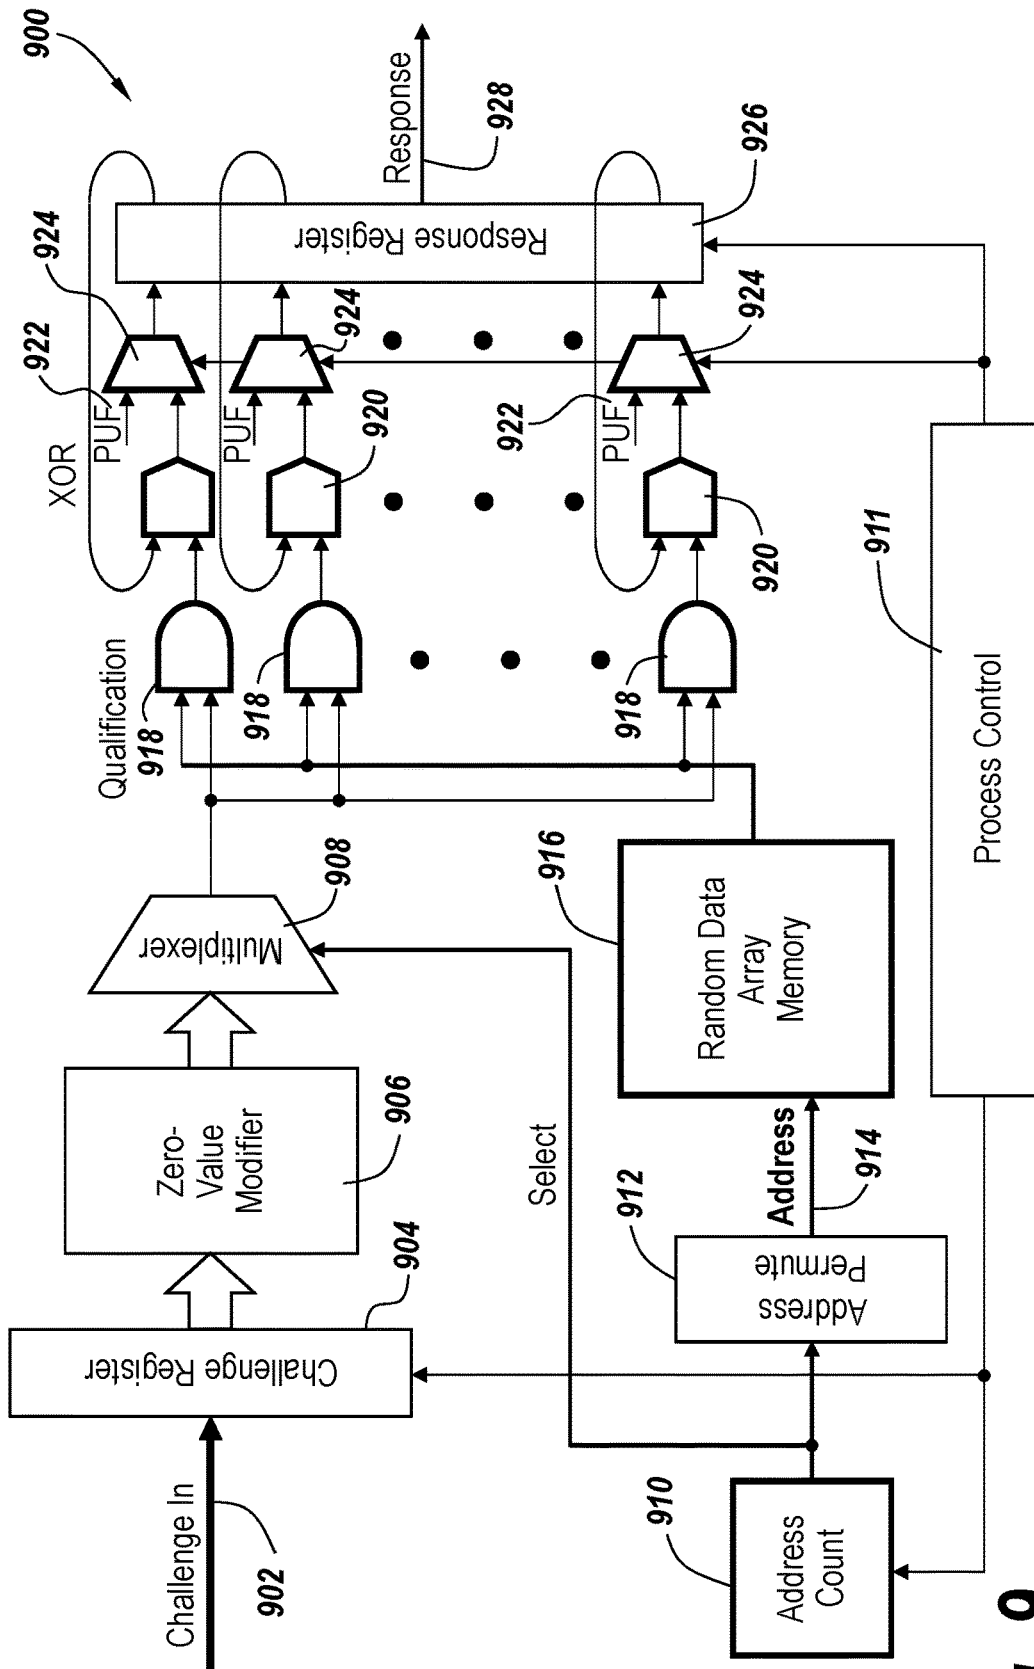 900
Challenge In
902
Challenge Register
904
Zero-
Value
Modifier
906
Multiplexer
908
Qualification
918
918
918
XOR
PUF
922
PUF
PUF
922
920
920
924
924
924
Response Register
926
Response
928
Select
Address
Count
910
Address
Permute
912
Address
914
Random Data
Array
Memory
916
Process Control
911
9